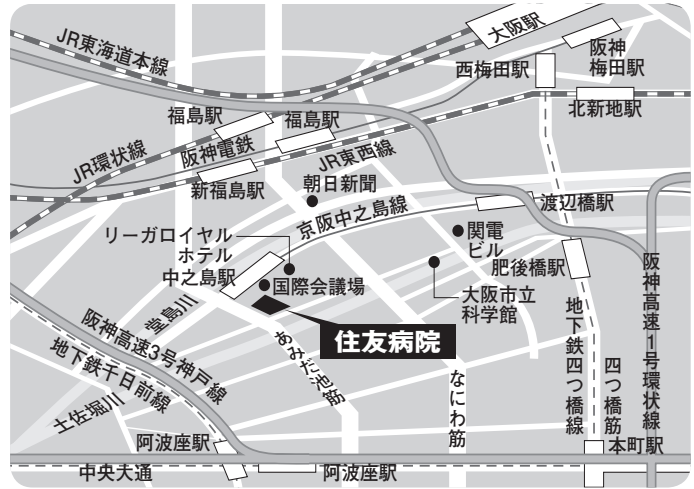 大阪駅
JR東海道本線
阪神
梅田駅
西梅田駅
北新地駅
福島駅
福島駅
JR環状線
阪神電鉄
JR東西線
新福島駅
朝日新聞
渡辺橋駅
京阪中之島線
リーガロイヤル
ホテル
関電
ビル
中之島駅
肥後橋駅
国際会議場
大阪市立
科学館
堂島川
住友病院
阪神高速1号環状線
阪神高速3号神戸線
地下鉄千日前線
あみだ池筋
なにわ筋
地下鉄四つ橋線
四つ橋筋
土佐堀川
阿波座駅
本町駅
中央大通
阿波座駅